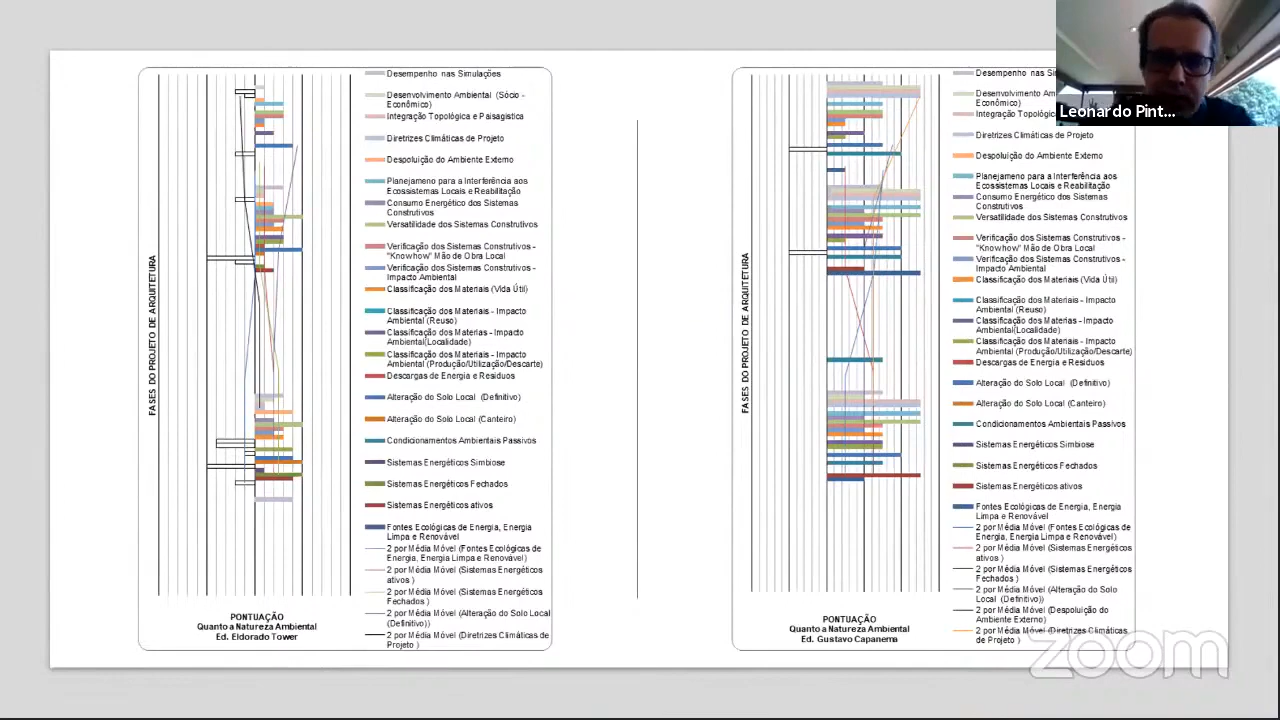 Desempenho nas Simulações
Desenvolvimento Ambiental (Sócio -
Econômico)
Integração Topológica e Paisagistica
Diretrizes Climáticas de Projeto
Despoluição do Ambiente Externo
Planejameno para a Interferência aos
Ecossistemas Locais e Reabilitação
Consumo Energético dos Sistemas
Construtivos
Versatilidade dos Sistemas Construtivos
Verificação dos Sistemas Construtivos -
"Knowhow" Mão de Obra Local
Verificação dos Sistemas Construtivos -
Impacto Ambiental
Classificação dos Materiais (Vida Útil)
Classificação dos Materiais - Impacto
Ambiental (Reuso)
Classificação dos Materias - Impacto
Ambiental(Localidade)
Classificação dos Materiais - Impacto
Ambiental (Produção/Utilização/Descarte)
Descargas de Energia e Residuos
Alteração do Solo Local (Definitivo)
Alteração do Solo Local (Canteiro)
Condicionamentos Ambientais Passivos
Sistemas Energéticos Simbiose
Sistemas Energéticos Fechados
Sistemas Energéticos ativos
Fontes Ecológicas de Energia, Energia
Limpa e Renovável
2 por Média Móvel (Fontes Ecológicas de
Energia, Energia Limpa e Renovável)
2 por Média Móvel (Sistemas Energéticos
ativos )
2 por Média Móvel (Sistemas Energéticos
Fechados )
2 por Média Móvel (Alteração do Solo Local
(Definitivo))
2 por Média Móvel (Diretrizes Climáticas de
Projeto )
FASES DO PROJETO DE ARQUITETURA
PONTUAÇÃO
Quanto a Natureza Ambiental
Ed. Eldorado Tower
Desempenho nas Si
Desenvolvimento Am
Econômico)
Integração Topológic
Diretrizes Climáticas de Projeto
Despoluição do Ambiente Externo
Planejameno para a Interferência aos
Ecossistemas Locais e Reabilitação
Consumo Energético dos Sistemas
Construtivos
Versatilidade dos Sistemas Construtivos
Verificação dos Sistemas Construtivos -
"Knowhow" Mão de Obra Local
Verificação dos Sistemas Construtivos -
Impacto Ambiental
Classificação dos Materiais (Vida Útil)
Classificação dos Materiais - Impacto
Ambiental (Reuso)
Classificação dos Materias - Impacto
Ambiental(Localidade)
Classificação dos Materiais - Impacto
Ambiental (Produção/Utilização/Descarte)
Descargas de Energia e Residuos
Alteração do Solo Local (Definitivo)
Alteração do Solo Local (Canteiro)
Condicionamentos Ambientais Passivos
Sistemas Energéticos Simbiose
Sistemas Energéticos Fechados
Sistemas Energéticos ativos
Fontes Ecológicas de Energia, Energia
Limpa e Renovável
2 por Média Móvel (Fontes Ecológicas de
Energia, Energia Limpa e Renovável)
2 por Média Móvel (Sistemas Energéticos
ativos )
2 por Média Móvel (Sistemas Energéticos
Fechados )
2 por Média Móvel (Alteração do Solo
Local (Definitivo))
2 por Média Móvel (Despoluição do
Ambiente Externo)
2 por Média Móvel (Diretrizes Climáticas
de Projeto )
FASES DO PROJETO DE ARQUITETURA
PONTUAÇÃO
Quanto a Natureza Ambiental
Ed. Gustavo Capanema
Leonardo Pint...
zoom